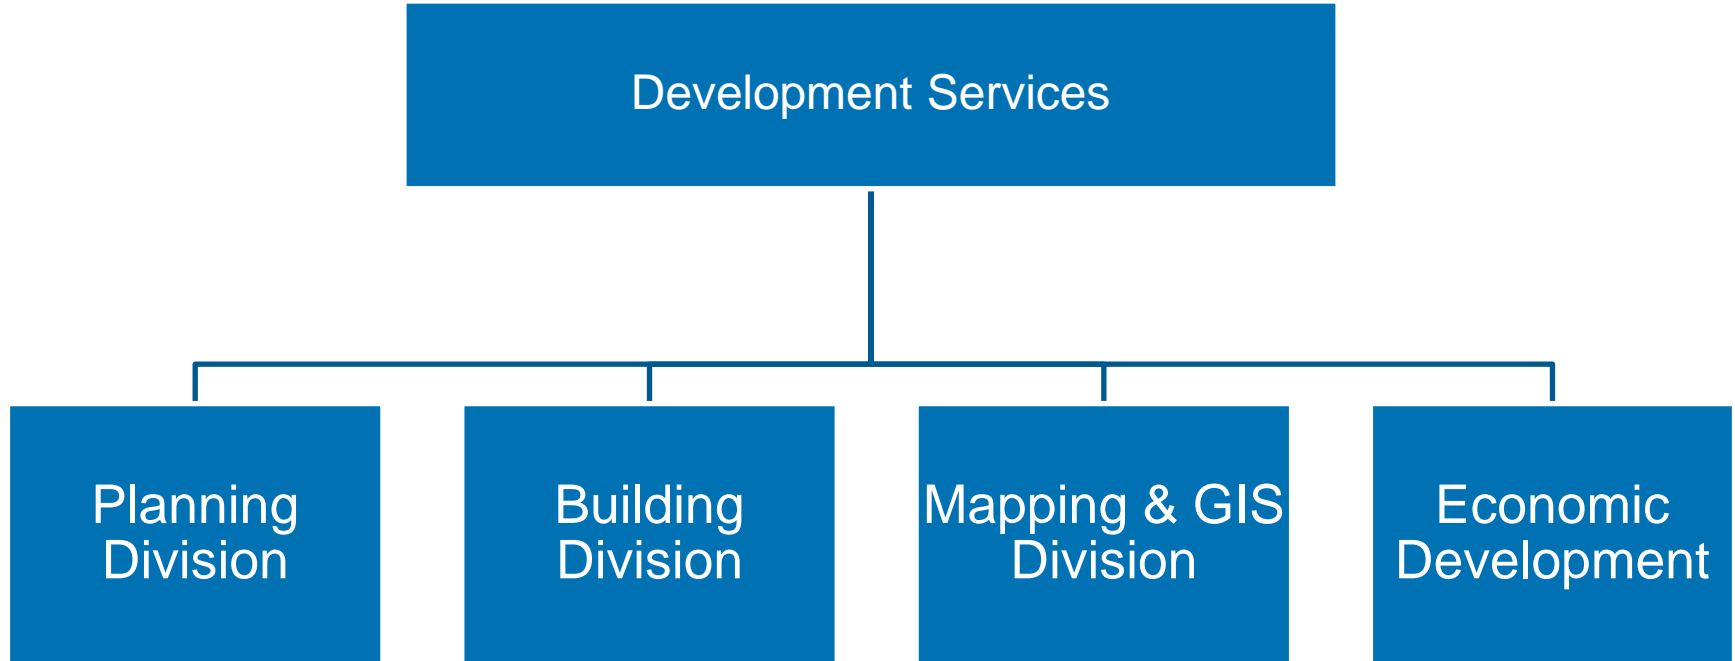 Development Services
Planning
Division
Building
Division
Mapping & GIS
Division
Economic
Development